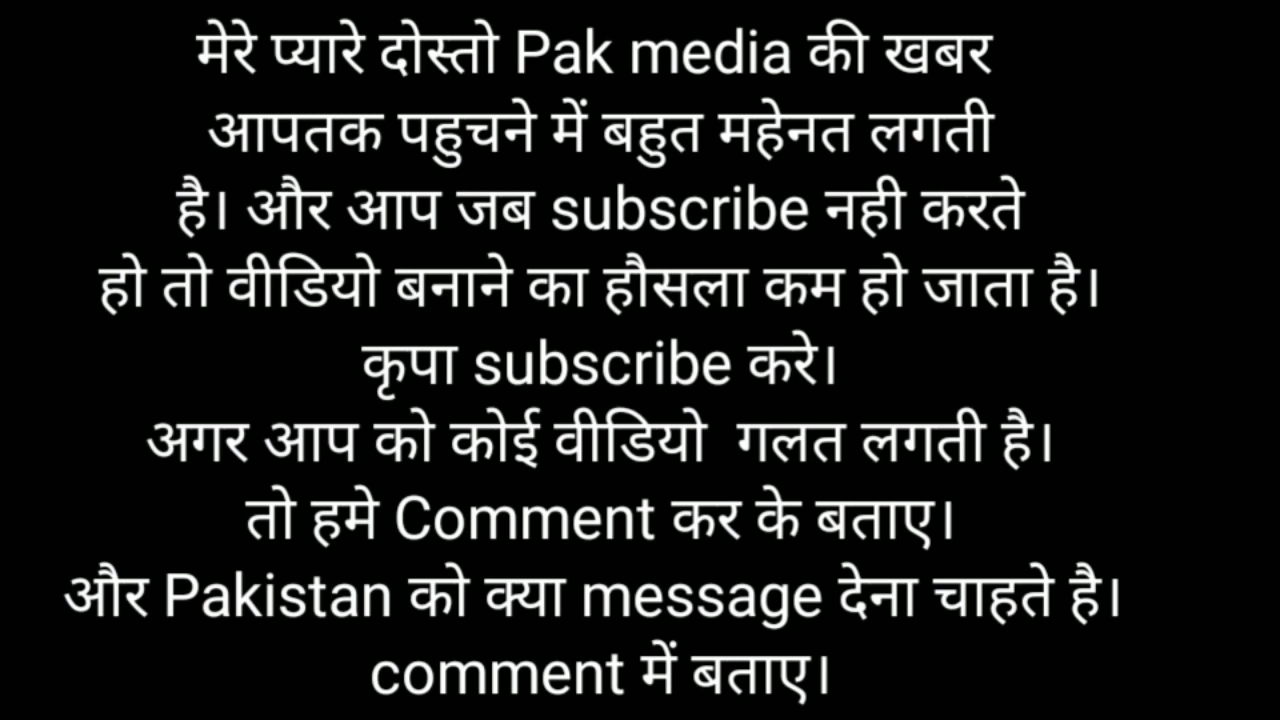 मेरे प्यारे दोस्तो Pak media की खबर
आपतक पहुचने में बहुत महेनत लगती
है। और आप जब subscribe नही करते
हो तो वीडियो बनाने का हौसला कम हो जाता है।
कृपा subscribe करे।
अगर आप को कोई वीडियो गलत लगती है।
तो हमे Comment कर के बताए।
और Pakistan को क्या message देना चाहते है।
comment में बताए।